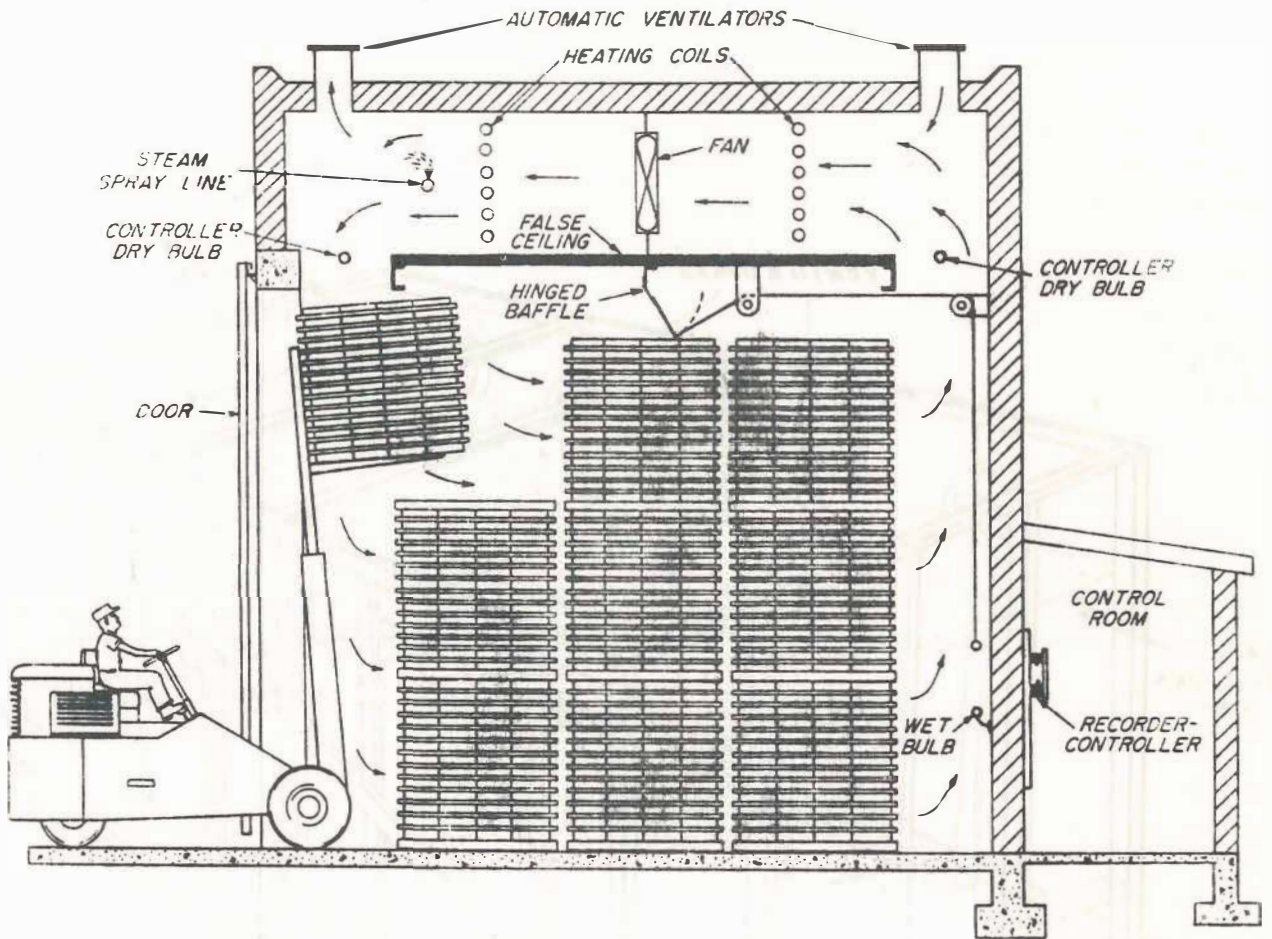 AUTOMATIC VENTILATORS
HEATING COILS
FAN
STEAM
SPRAY LINE
CONTROLLER
DRY BULB
FALSE
CEILING
HINGED
BAFFLE
CONTROLLER
DRY BULB
DOOR
CONTROL
ROOM
WET
BULB
RECORDER-
CONTROLLER